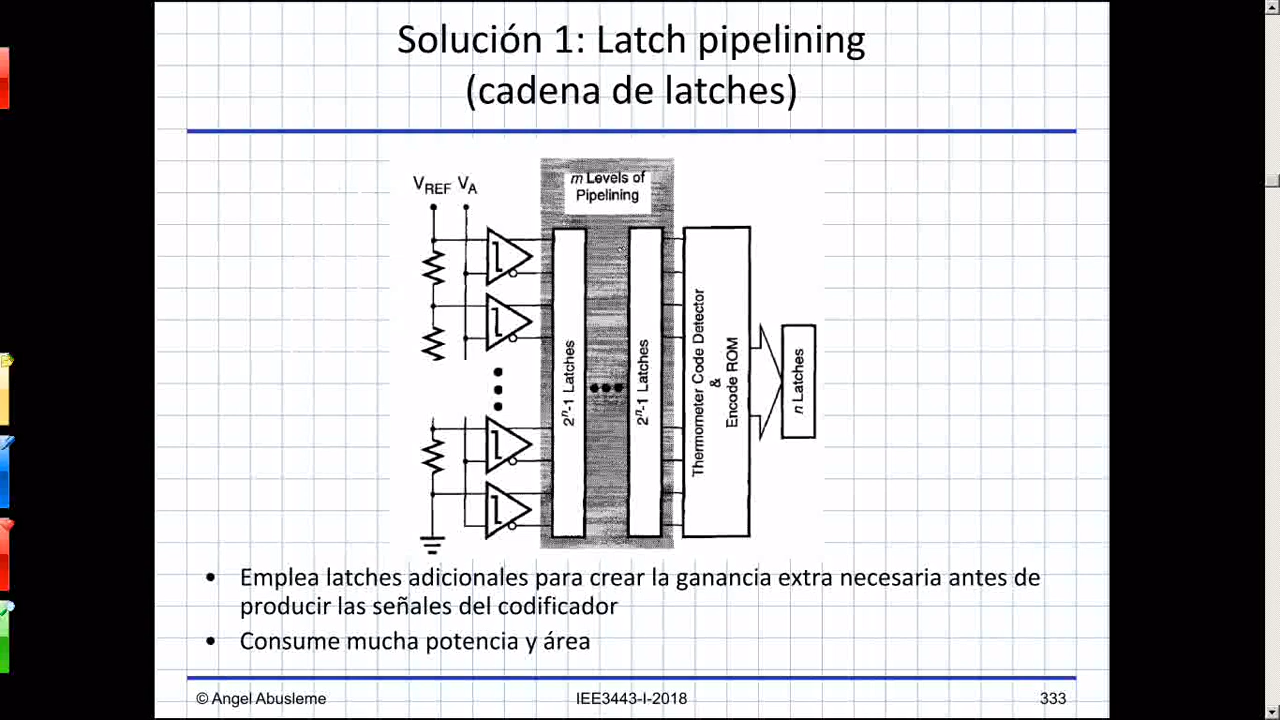 Solución 1: Latch pipelining
(cadena de latches)
m Levels of
Pipelining
VREF VA
2ⁿ-1 Latches
2ⁿ-1 Latches
Thermometer Code Detector
&
Encode ROM
n Latches
• Emplea latches adicionales para crear la ganancia extra necesaria antes de
producir las señales del codificador
• Consume mucha potencia y área
© Angel Abusleme
IEE3443-I-2018
333